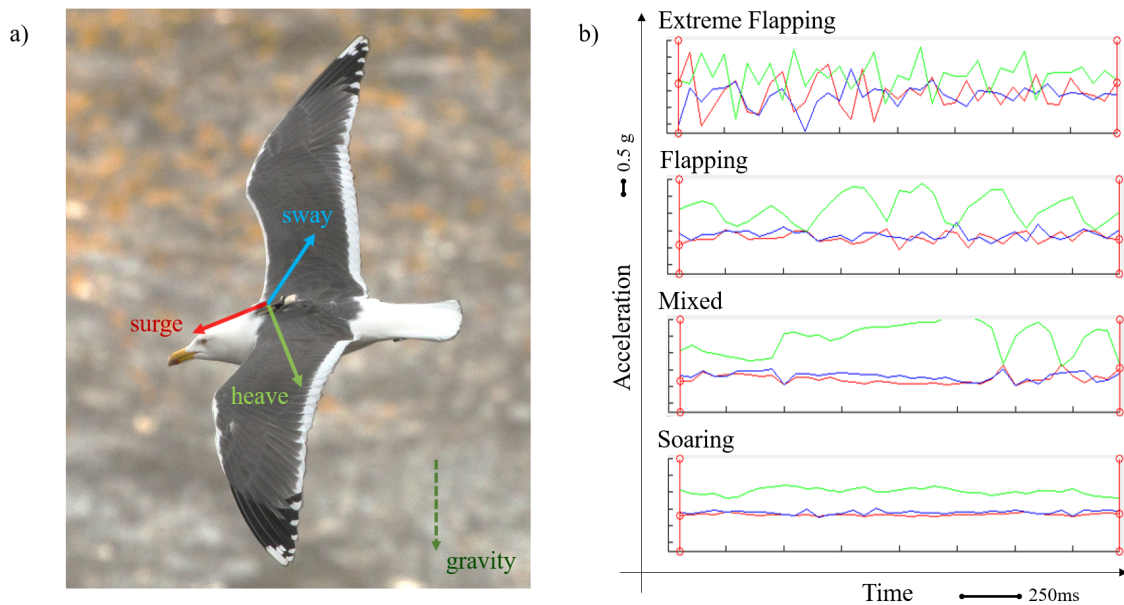 a)
sway
surge
heave
gravity
b)
Extreme Flapping
Flapping
Mixed
Soaring
0.5 g
Acceleration
Time
250ms